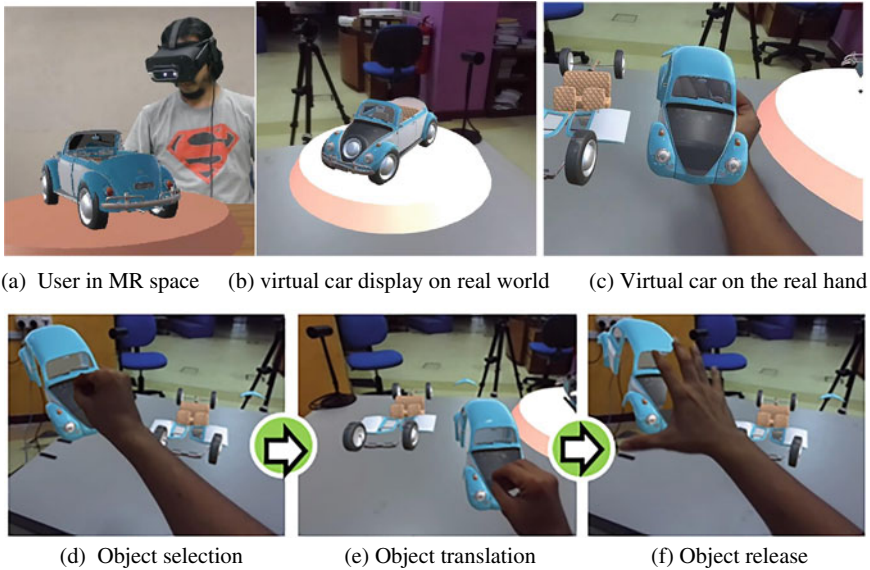 (a) User in MR space
(b) virtual car display on real world
(c) Virtual car on the real hand
(d) Object selection
(e) Object translation
(f) Object release